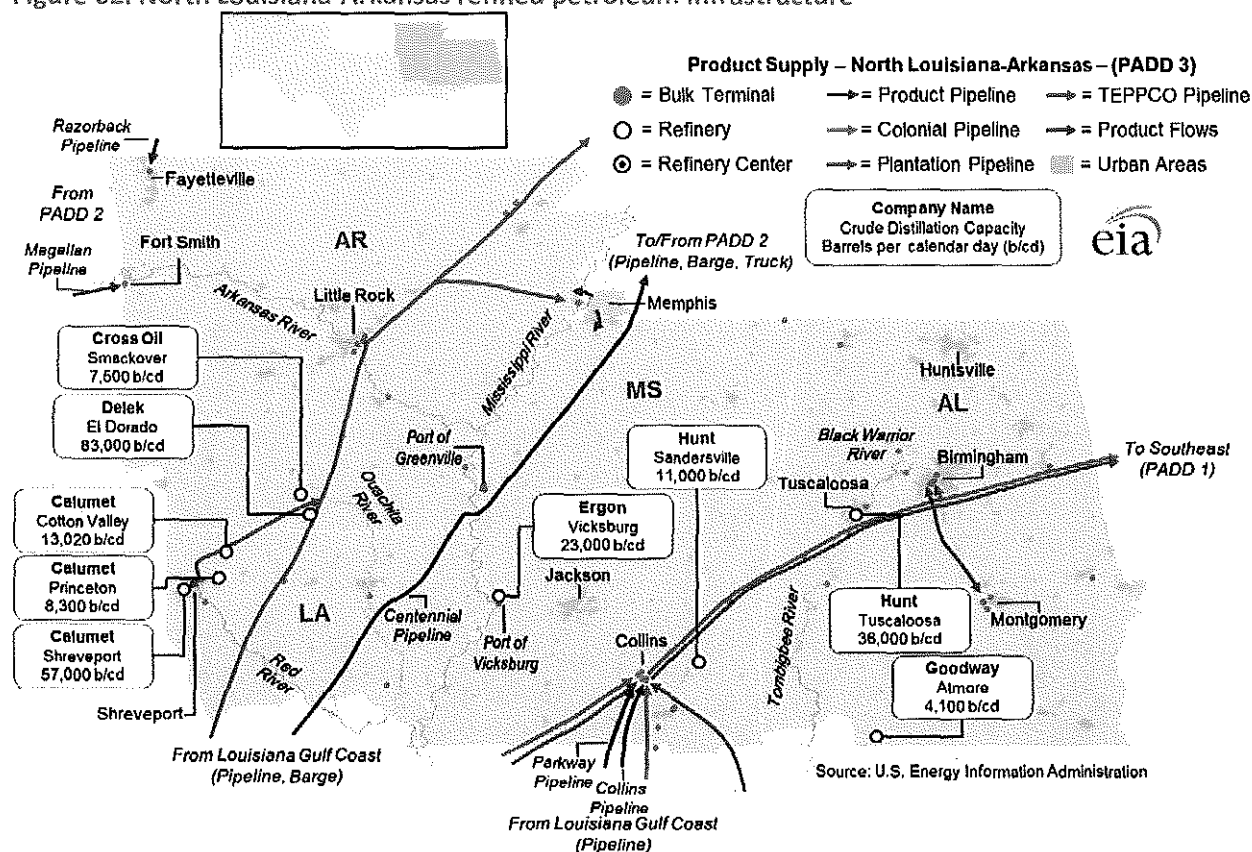 Figure 32. North Louisiana-Arkansas refined petroleum infrastructure
Product Supply – North Louisiana-Arkansas – (PADD 3)
= Bulk Terminal
= Product Pipeline
= TEPPCO Pipeline
= Refinery
= Colonial Pipeline
= Product Flows
= Refinery Center
= Plantation Pipeline
= Urban Areas
Company Name
Crude Distillation Capacity
Barrels per calendar day (b/cd)
eia
Razorback
Pipeline
Fayetteville
From
PADD 2
Fort Smith
Magellan
Pipeline
AR
Arkansas River
Little Rock
To/From PADD 2
(Pipeline, Barge, Truck)
Memphis
Mississippi River
Cross Oil
Smackover
7,500 b/cd
Delek
El Dorado
83,000 b/cd
Calumet
Cotton Valley
13,020 b/cd
Calumet
Princeton
8,300 b/cd
Calumet
Shreveport
57,000 b/cd
Shreveport
MS
Huntsville
AL
Port of
Greenville
Ouachita
River
Hunt
Sandersville
11,000 b/cd
Black Warrior
River
Birmingham
Tuscaloosa
To Southeast
(PADD 1)
Ergon
Vicksburg
23,000 b/cd
Jackson
LA
Centennial
Pipeline
Port of
Vicksburg
Red
River
Collins
Tombigbee River
Hunt
Tuscaloosa
36,000 b/cd
Montgomery
Goodway
Atmore
4,100 b/cd
From Louisiana Gulf Coast
(Pipeline, Barge)
Parkway
Pipeline
Collins
Pipeline
From Louisiana Gulf Coast
(Pipeline)
Source: U.S. Energy Information Administration